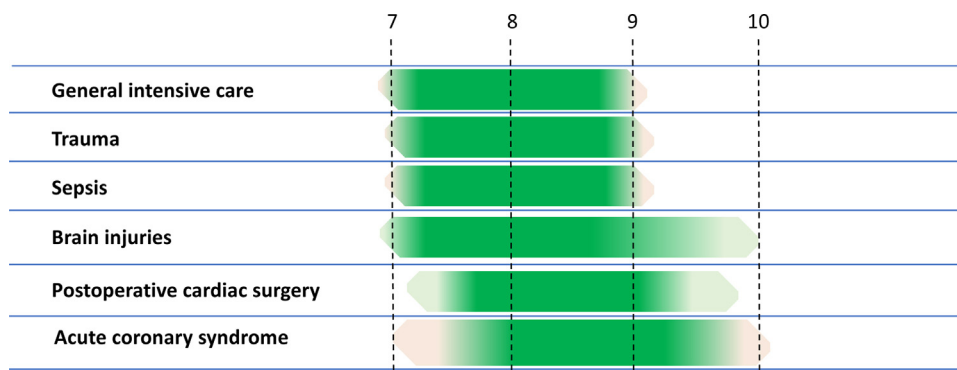 7 8 9 10
General intensive care
Trauma
Sepsis
Brain injuries
Postoperative cardiac surgery
Acute coronary syndrome